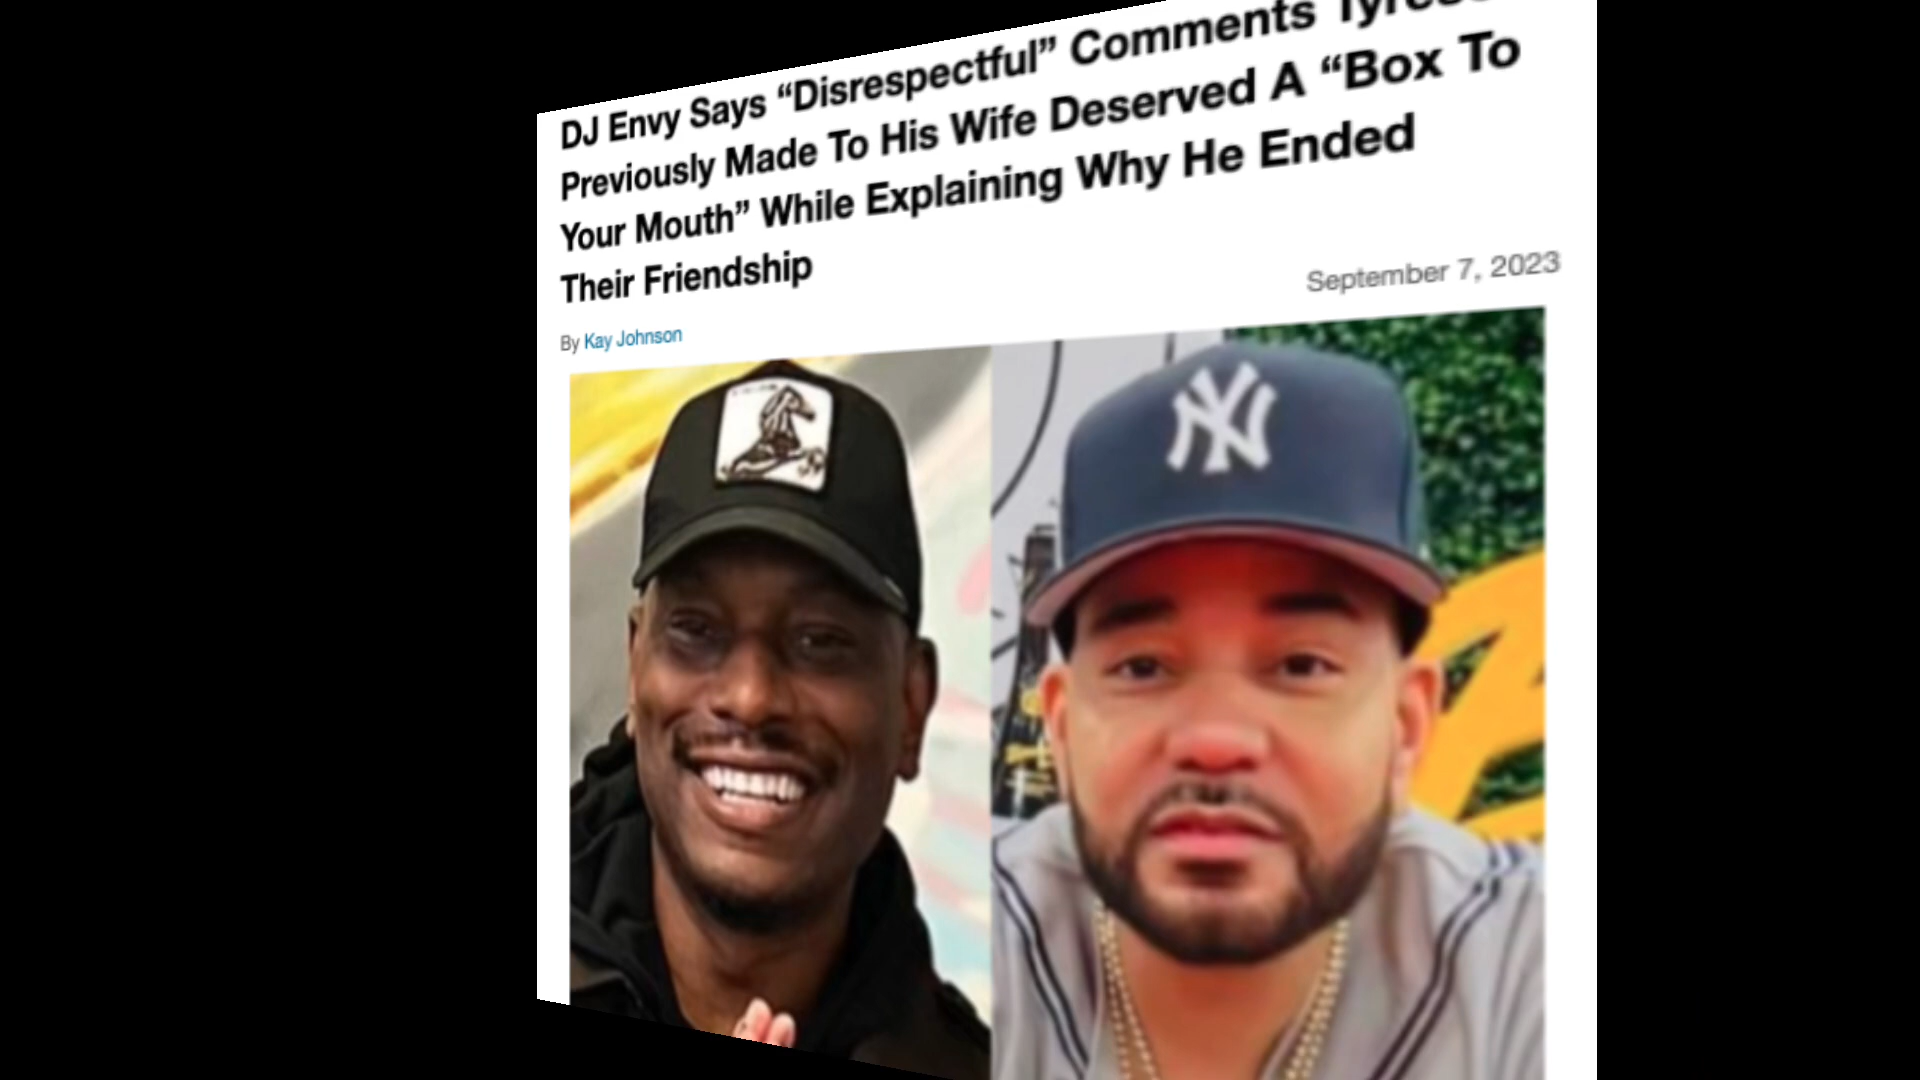 DJ Envy Says “Disrespectful” Comments
Previously Made To His Wife Deserved A “Box To
Your Mouth” While Explaining Why He Ended
Their Friendship
September 7, 2023
By Kay Johnson
NY